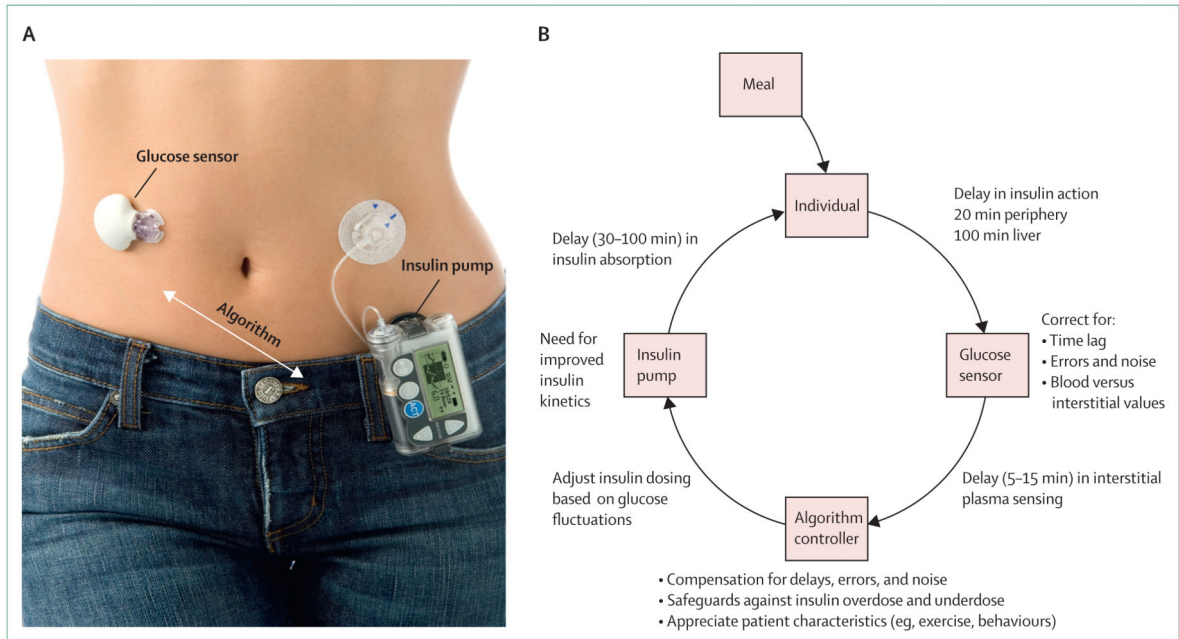 A
Glucose sensor
Insulin pump
Algorithm
ACT
B
Meal
Individual
Delay in insulin action
20 min periphery
100 min liver
Delay (30–100 min) in
insulin absorption
Need for
improved
insulin
kinetics
Insulin
pump
Glucose
sensor
Correct for:
• Time lag
• Errors and noise
• Blood versus
interstitial values
Adjust insulin dosing
based on glucose
fluctuations
Delay (5–15 min) in interstitial
plasma sensing
Algorithm
controller
• Compensation for delays, errors, and noise
• Safeguards against insulin overdose and underdose
• Appreciate patient characteristics (eg, exercise, behaviours)